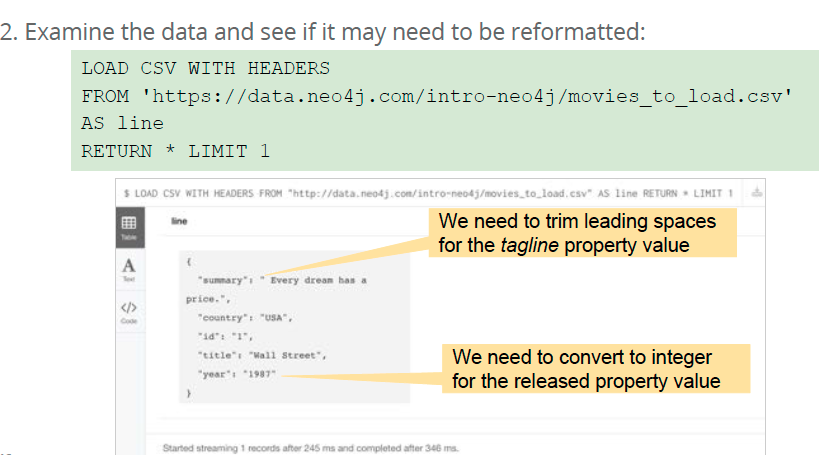 2. Examine the data and see if it may need to be reformatted:
LOAD CSV WITH HEADERS
FROM 'https://data.neo4j.com/intro-neo4j/movies_to_load.csv'
AS line
RETURN * LIMIT 1
$ LOAD CSV WITH HEADERS FROM "http://data.neo4j.com/intro-neo4j/movies_to_load.csv" AS line RETURN * LIMIT 1
line
We need to trim leading spaces
for the tagline property value
Table
{
"summary": " Every dream has a
A
Text
price.",
</>
"country": "USA",
Code
"id": "1",
"title": "Wall Street",
We need to convert to integer
"year": "1987"
for the released property value
}
Started streaming 1 records after 245 ms and completed after 346 ms.